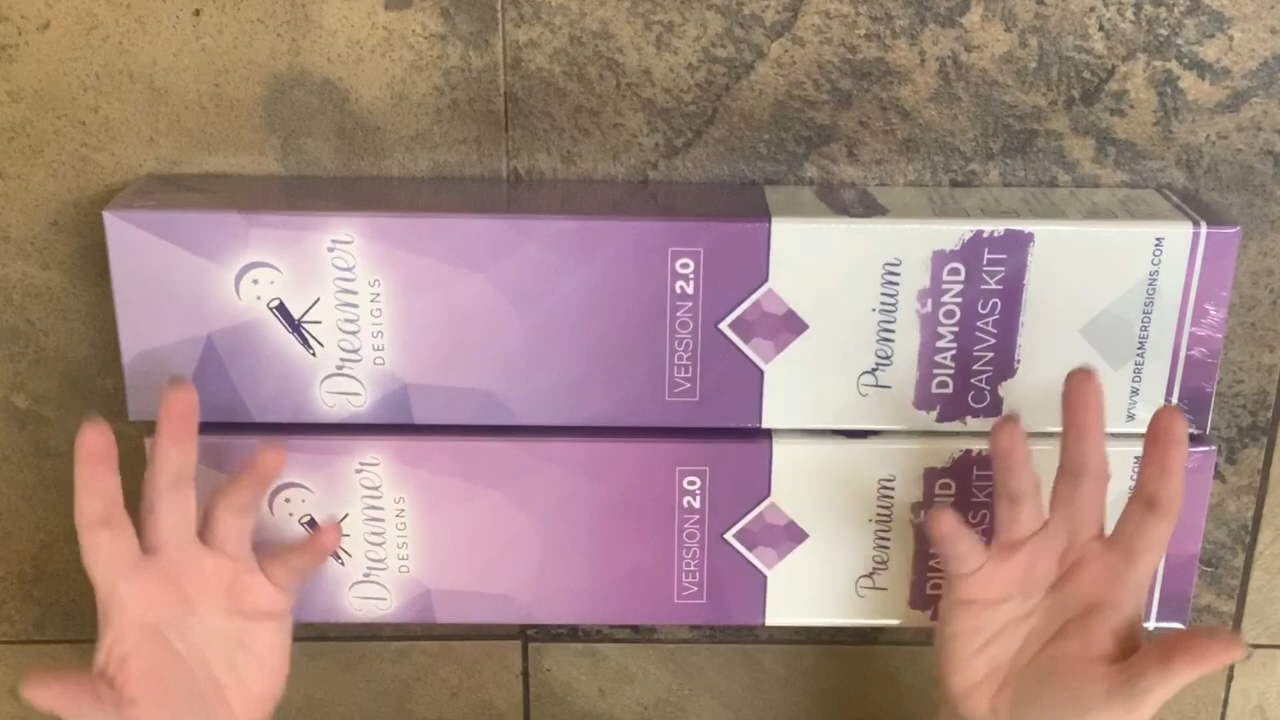 Dreamer
DESIGNS
VERSION 2.0
Premium
DIAMOND
CANVAS KIT
WWW.DREAMERDESIGNS.COM
Dreamer
DESIGNS
VERSION 2.0
Premium